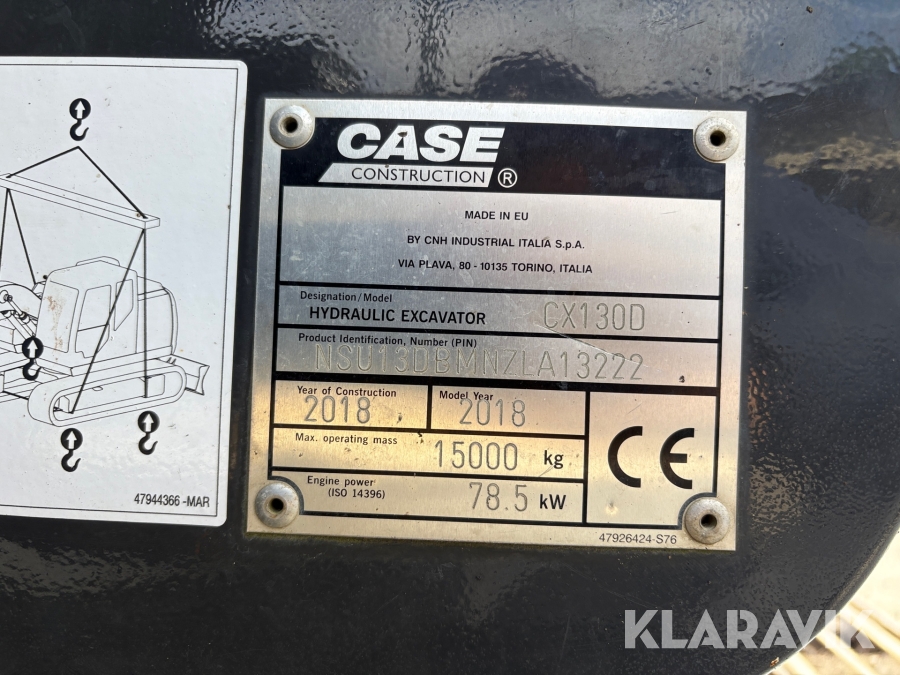 CASE
CONSTRUCTION ®
MADE IN EU
BY CNH INDUSTRIAL ITALIA S.p.A.
VIA PLAVA, 80 - 10135 TORINO, ITALIA
Designation/Model
HYDRAULIC EXCAVATOR CX130D
Product Identification, Number (PIN)
NSU13DBMNZLA13222
Year of Construction
2018
Model Year
2018
Max. operating mass
15000 kg
Engine power
(ISO 14396)
78.5 kW
CE
47926424-S76
47944366 -MAR
KLARAVIK